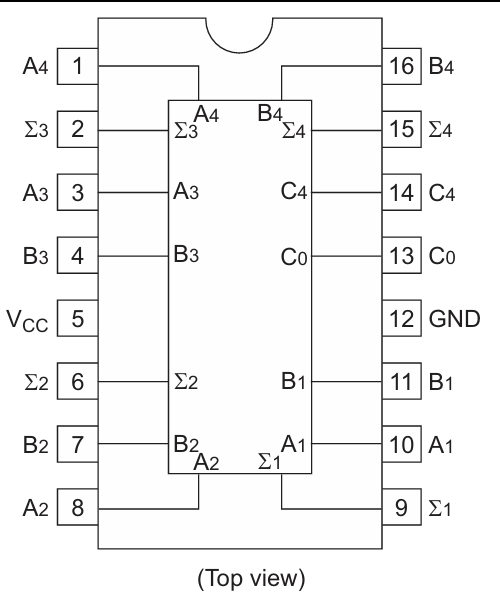 A4 1 16 B4
A4 B4
Σ3 2 Σ3 Σ4 15 Σ4
A3 3 A3 C4 14 C4
B3 4 B3 C0 13 C0
VCC 5 12 GND
Σ2 6 Σ2 B1 11 B1
B2 7 B2 A1 10 A1
A2 Σ1
A2 8 9 Σ1
(Top view)